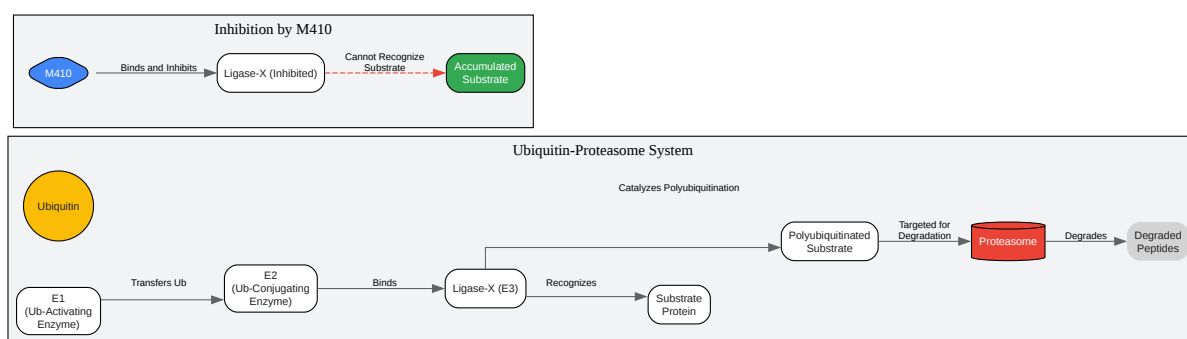 Inhibition by M410
M410
Binds and Inhibits
Ligase-X (Inhibited)
Cannot Recognize
Substrate
Accumulated
Substrate
Ubiquitin-Proteasome System
Ubiquitin
Catalyzes Polyubiquitination
E1
(Ub-Activating
Enzyme)
Transfers Ub
E2
(Ub-Conjugating
Enzyme)
Binds
Ligase-X (E3)
Recognizes
Substrate
Protein
Polyubiquitinated
Substrate
Targeted for
Degradation
Proteasome
Degrades
Degraded
Peptides